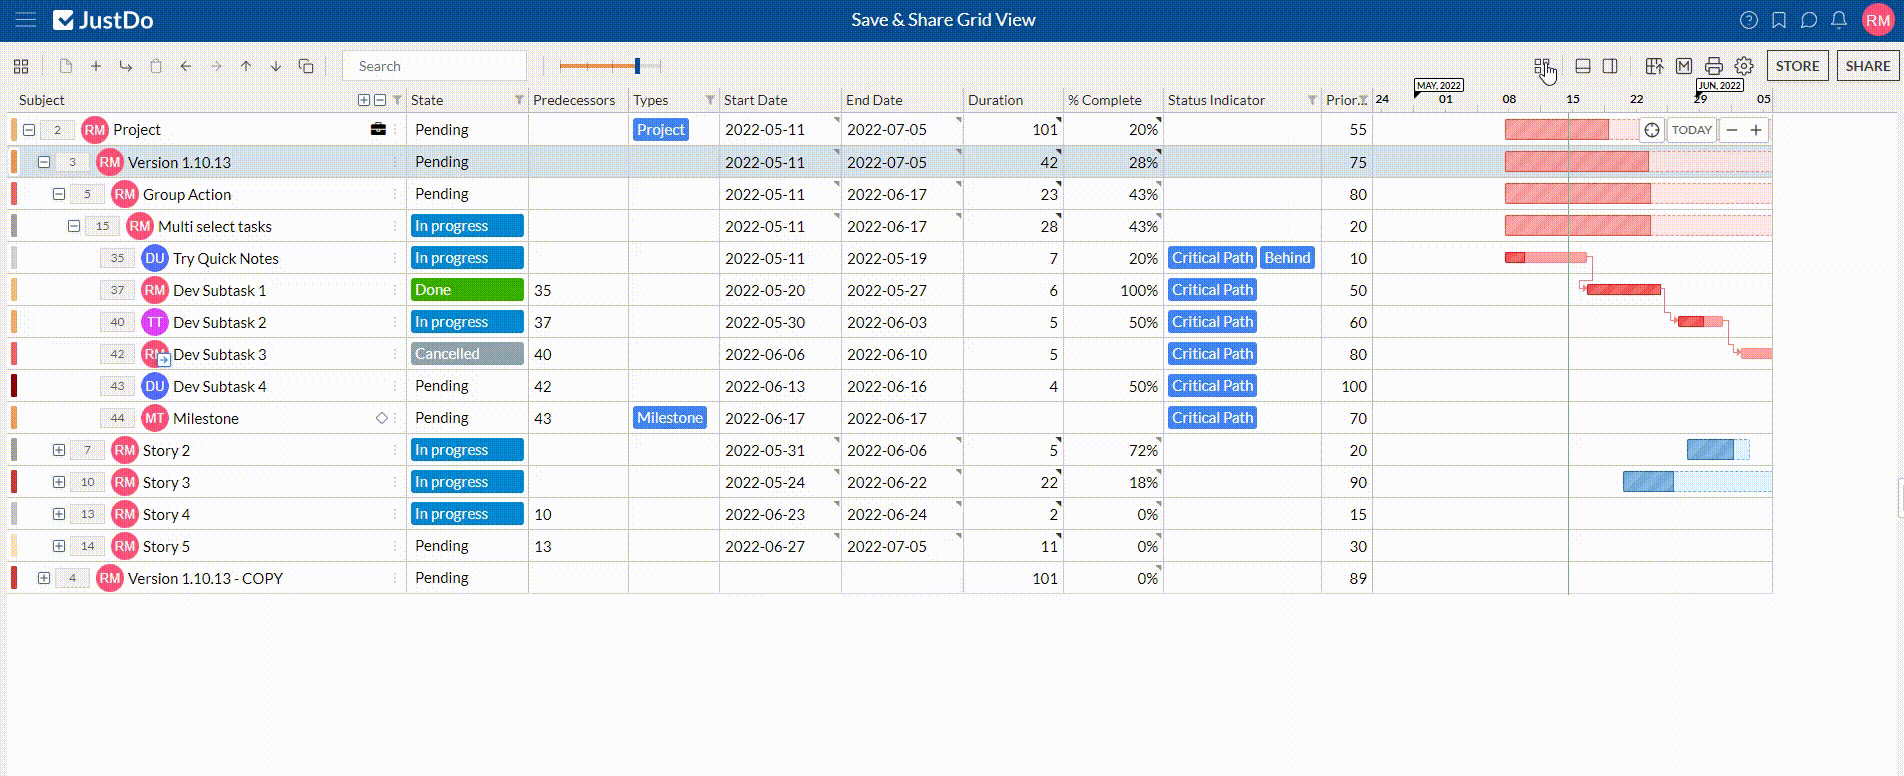 JustDo Save & Share Grid View RM
Search STORE SHARE
Subject State Predecessors Types Start Date End Date Duration % Complete Status Indicator Prior... MAY, 2022 JUN, 2022
24 01 08 15 22 29 05
2 RM Project Pending Project 2022-05-11 2022-07-05 101 20% 55 TODAY
3 RM Version 1.10.13 Pending 2022-05-11 2022-07-05 42 28% 75
5 RM Group Action Pending 2022-05-11 2022-06-17 23 43% 80
15 RM Multi select tasks In progress 2022-05-11 2022-06-17 28 43% 20
35 DU Try Quick Notes In progress 2022-05-11 2022-05-19 7 20% Critical Path Behind 10
37 RM Dev Subtask 1 Done 35 2022-05-20 2022-05-27 6 100% Critical Path 50
40 TT Dev Subtask 2 In progress 37 2022-05-30 2022-06-03 5 50% Critical Path 60
42 RM Dev Subtask 3 Cancelled 40 2022-06-06 2022-06-10 5 Critical Path 80
43 DU Dev Subtask 4 Pending 42 2022-06-13 2022-06-16 4 50% Critical Path 100
44 MT Milestone Pending 43 Milestone 2022-06-17 2022-06-17 Critical Path 70
7 RM Story 2 In progress 2022-05-31 2022-06-06 5 72% 20
10 RM Story 3 In progress 2022-05-24 2022-06-22 22 18% 90
13 RM Story 4 In progress 10 2022-06-23 2022-06-24 2 0% 15
14 RM Story 5 Pending 13 2022-06-27 2022-07-05 11 0% 30
4 RM Version 1.10.13 - COPY Pending 101 0% 89